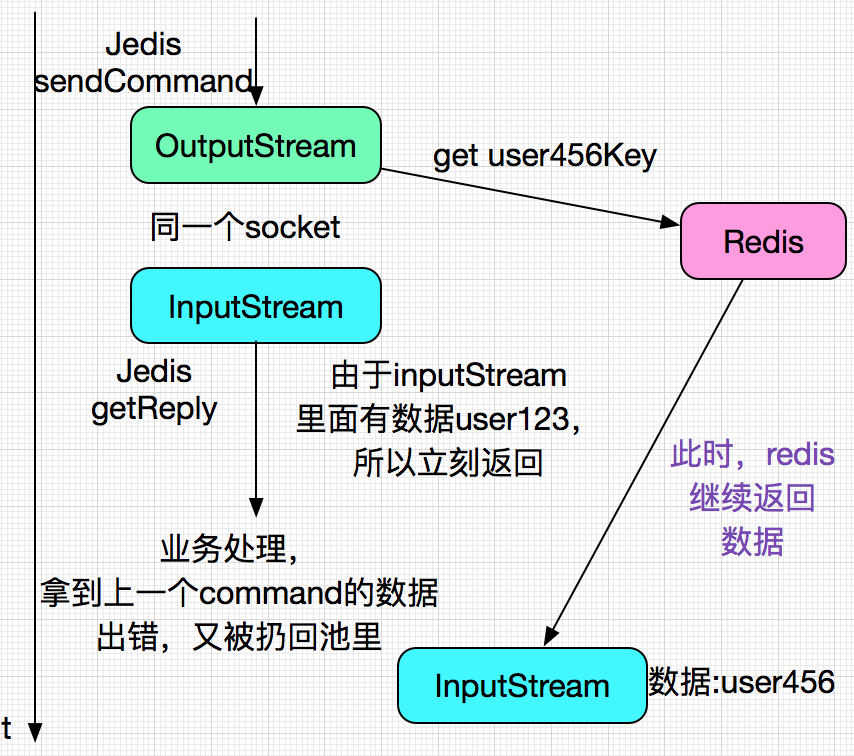 Jedis
sendCommand
OutputStream
get user456Key
同一个socket
Redis
InputStream
Jedis
getReply
由于inputStream
里面有数据user123，
所以立刻返回
此时，redis
继续返回
数据
业务处理，
拿到上一个command的数据
出错，又被扔回池里
InputStream
数据:user456
t